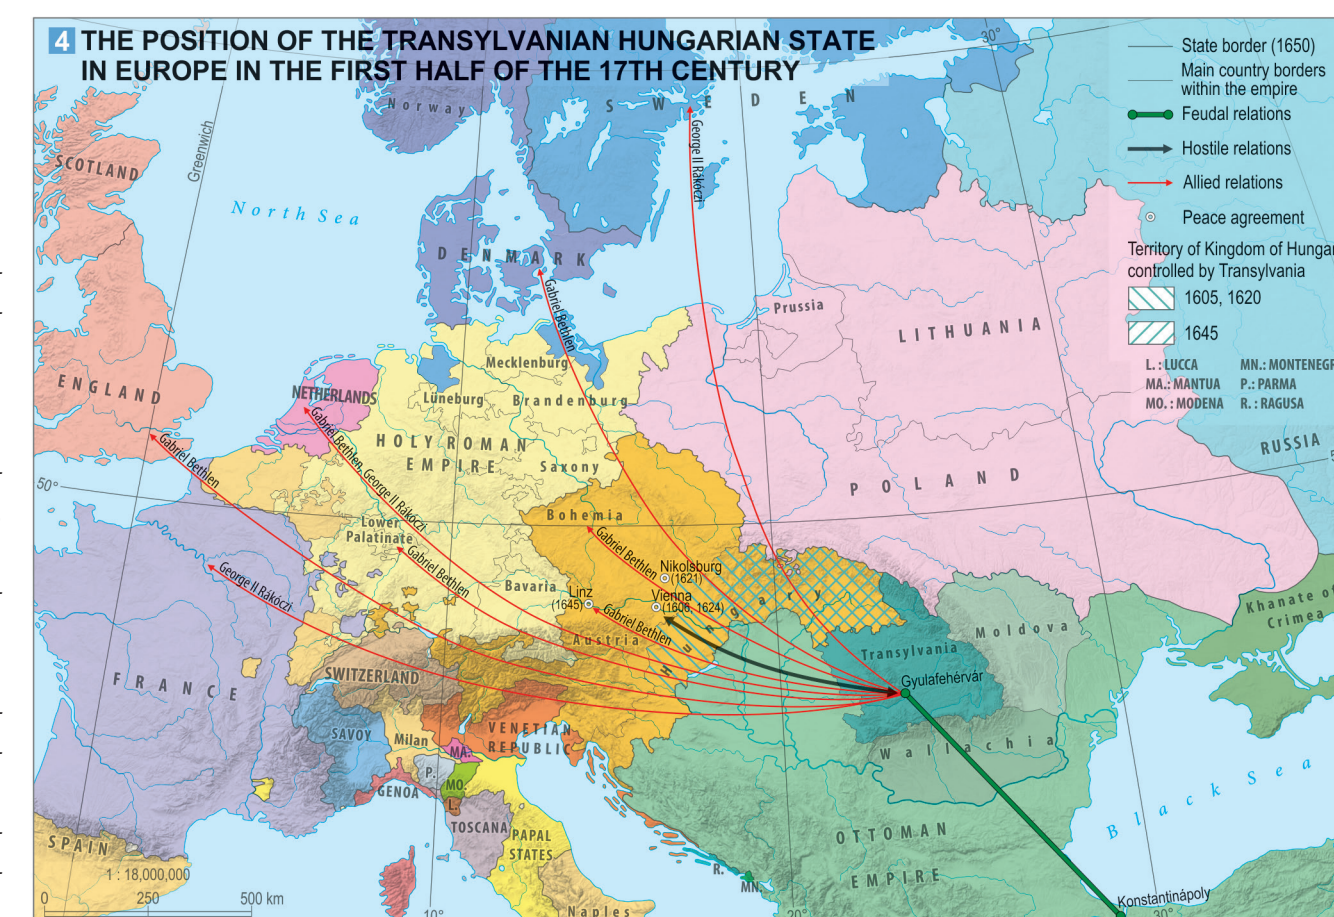 4 THE POSITION OF THE TRANSYLVANIAN HUNGARIAN STATE
IN EUROPE IN THE FIRST HALF OF THE 17TH CENTURY
30°
State border (1650)
Main country borders
within the empire
Feudal relations
Hostile relations
Allied relations
Peace agreement
Territory of Kingdom of Hungar
controlled by Transylvania
1605, 1620
1645
L. : LUCCA
MN.: MONTENEGR
MA.: MANTUA
P.: PARMA
MO. : MODENA
R. : RAGUSA
Norway
SWEDEN
Greenwich
SCOTLAND
George II Rákóczi
North Sea
DENMARK
Gabriel Bethlen
Prussia
LITHUANIA
Mecklenburg
ENGLAND
NETHERLANDS
Lüneburg
Brandenburg
Gabriel Bethlen, George II Rákóczi
Gabriel Bethlen
HOLY ROMAN
EMPIRE
Saxony
RUSSIA
50°
POLAND
Lower
Palatinate
Bohemia
Gabriel Bethlen
Gabriel Bethlen
George II Rákóczi
Nikolsburg
(1621)
Bavaria
Linz
(1645)
Vienna
(1606, 1624)
Hungary
Gabriel Bethlen
Austria
Khanate of
Crimea
Moldova
Transylvania
Gyulafehérvár
SWITZERLAND
FRANCE
SAVOY
Milan
VENETIAN
REPUBLIC
MA.
Wallachia
P.
MO.
GENOA
L.
Black Sea
TOSCANA
PAPAL
STATES
OTTOMAN
EMPIRE
SPAIN
R.
MN.
1 : 18,000,000
0
250
500 km
Konstantinápoly
Naples
10°
20°
30°